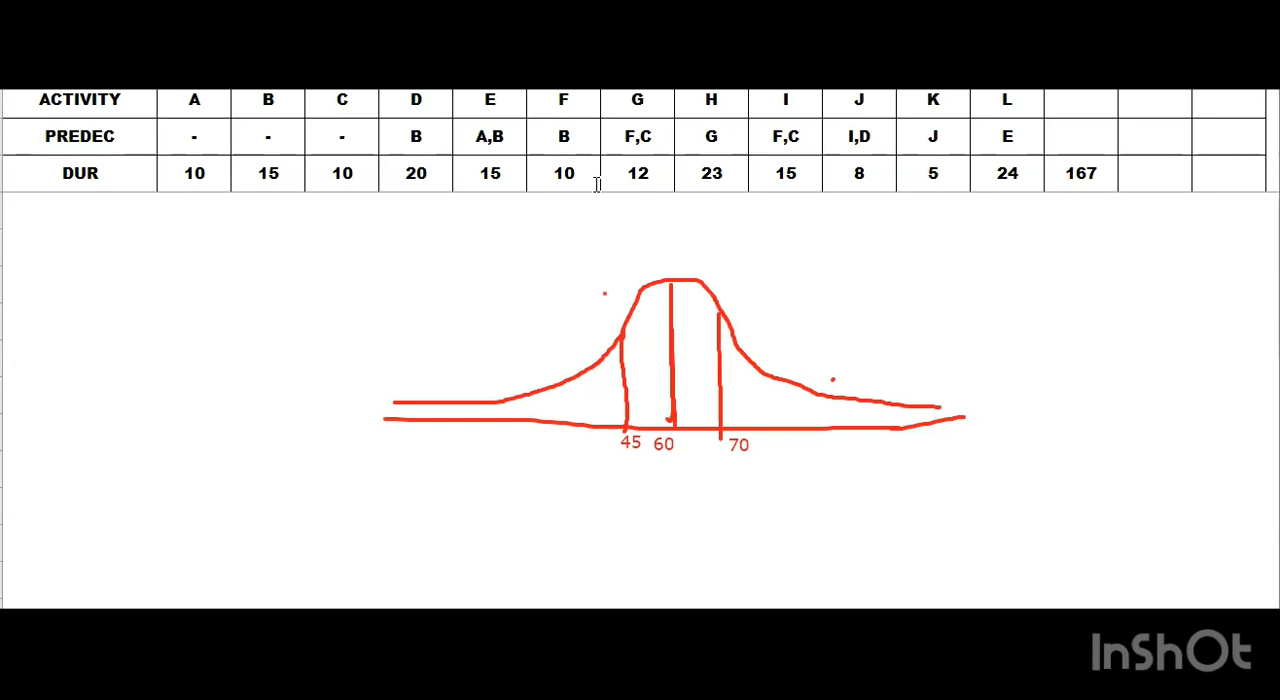 ACTIVITY A B C D E F G H I J K L
PREDEC - - - B A,B B F,C G F,C I,D J E
DUR 10 15 10 20 15 10 12 23 15 8 5 24 167
45 60 70
InShOt